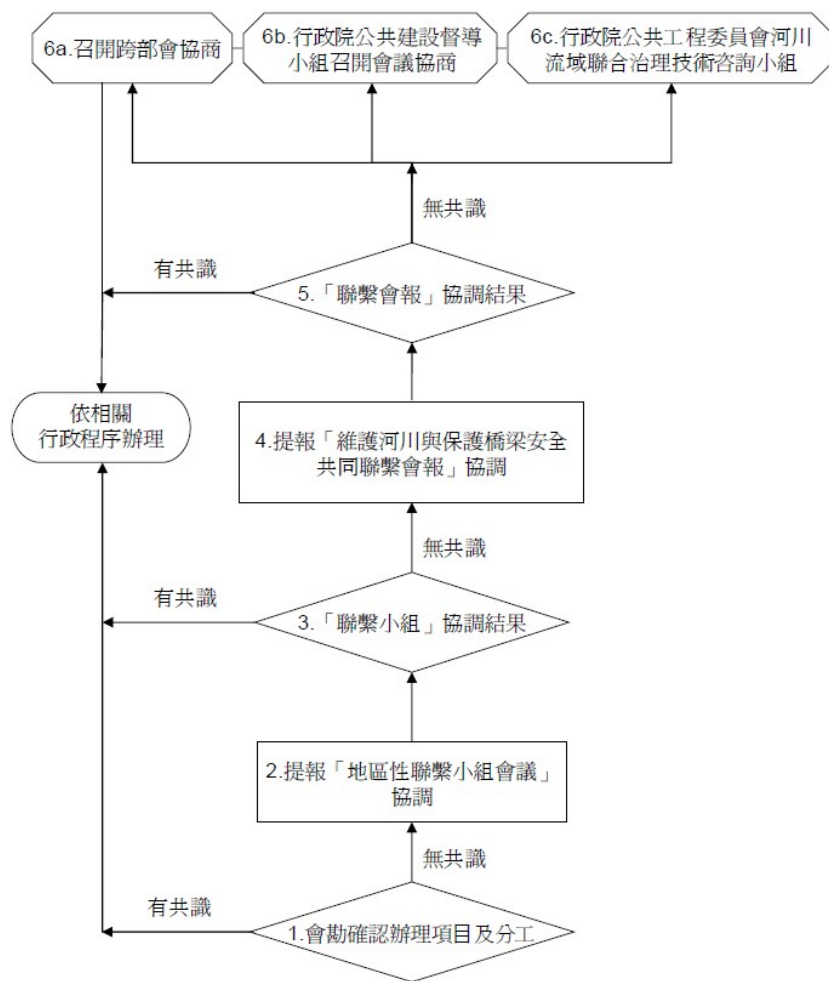 6a.召開跨部會協商
6b.行政院公共建設督導
小組召開會議協商
6c.行政院公共工程委員會河川
流域聯合治理技術咨詢小組
無共識
有共識
5.「聯繫會報」協調結果
依相關
行政程序辦理
4.提報「維護河川與保護橋梁安全
共同聯繫會報」協調
無共識
有共識
3.「聯繫小組」協調結果
2.提報「地區性聯繫小組會議」
協調
無共識
有共識
1.會勘確認辦理項目及分工